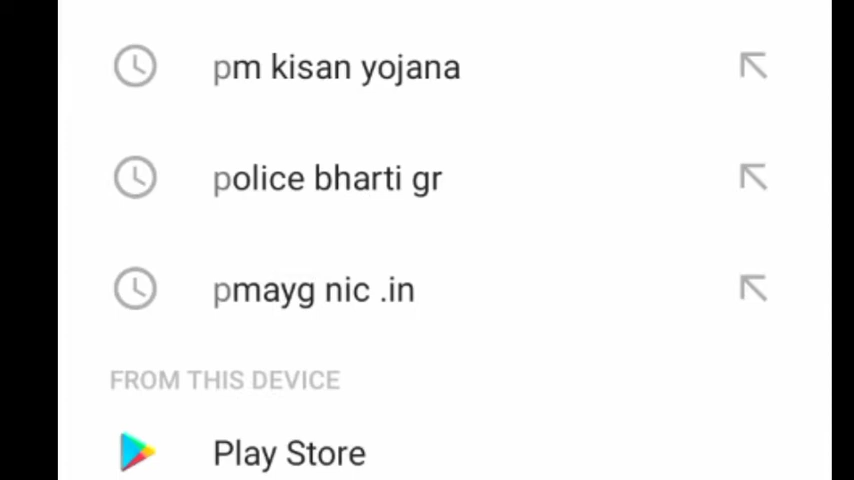 pm kisan yojana
police bharti gr
pmayg nic .in
FROM THIS DEVICE
Play Store